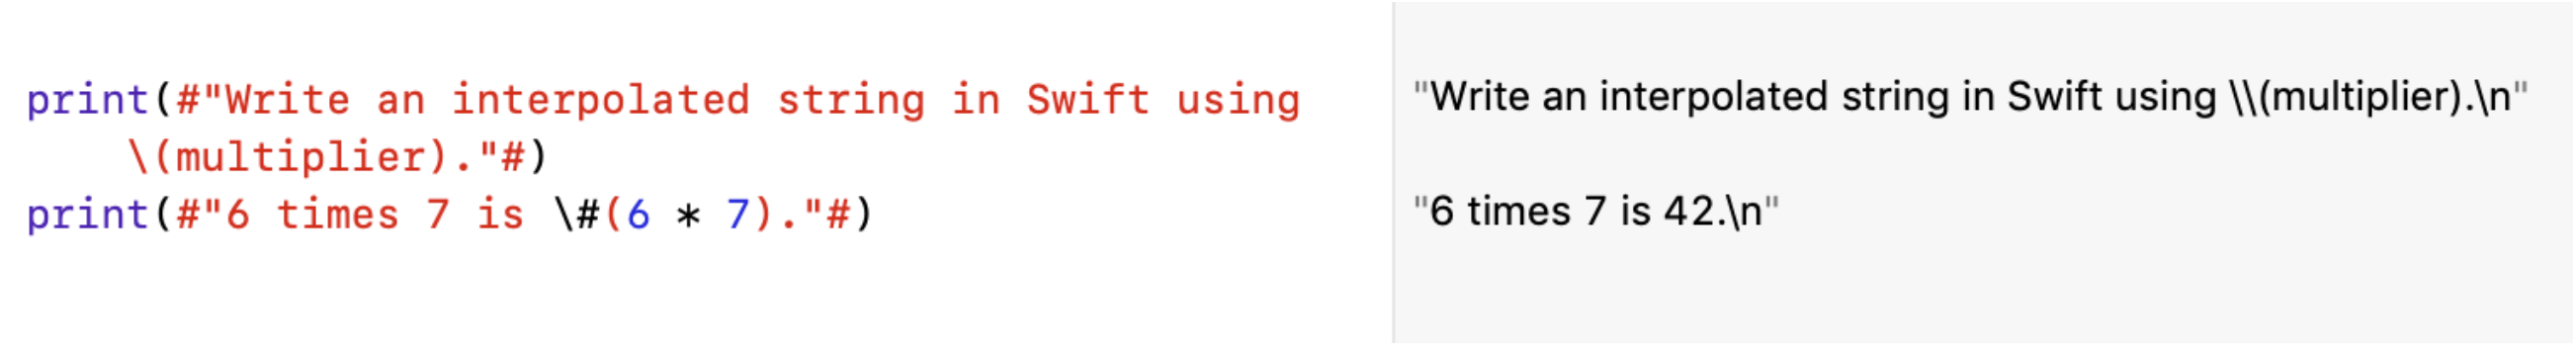 print(#"Write an interpolated string in Swift using
\(multiplier)."#)
print(#"6 times 7 is \#(6 * 7)."#)
"Write an interpolated string in Swift using \\(multiplier).\n"
"6 times 7 is 42.\n"